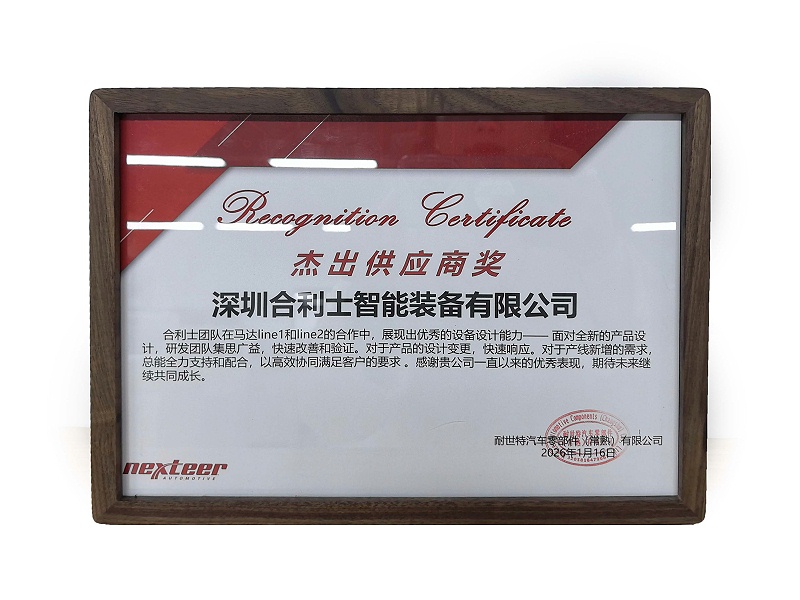 Recognition Certificate
杰出供应商奖
深圳合利士智能装备有限公司
合利士团队在马达line1和line2的合作中，展现出优秀的设备设计能力—— 面对全新的产品设
计，研发团队集思广益，快速改善和验证。对于产品的设计变更，快速响应。对于产线新增的需求，
总能全力支持和配合，以高效协同满足客户的要求 。感谢贵公司一直以来的优秀表现，期待未来继
续共同成长。
耐世特汽车零部件（常熟）有限公司
2026年1月16日
nexteer
AUTOMOTIVE